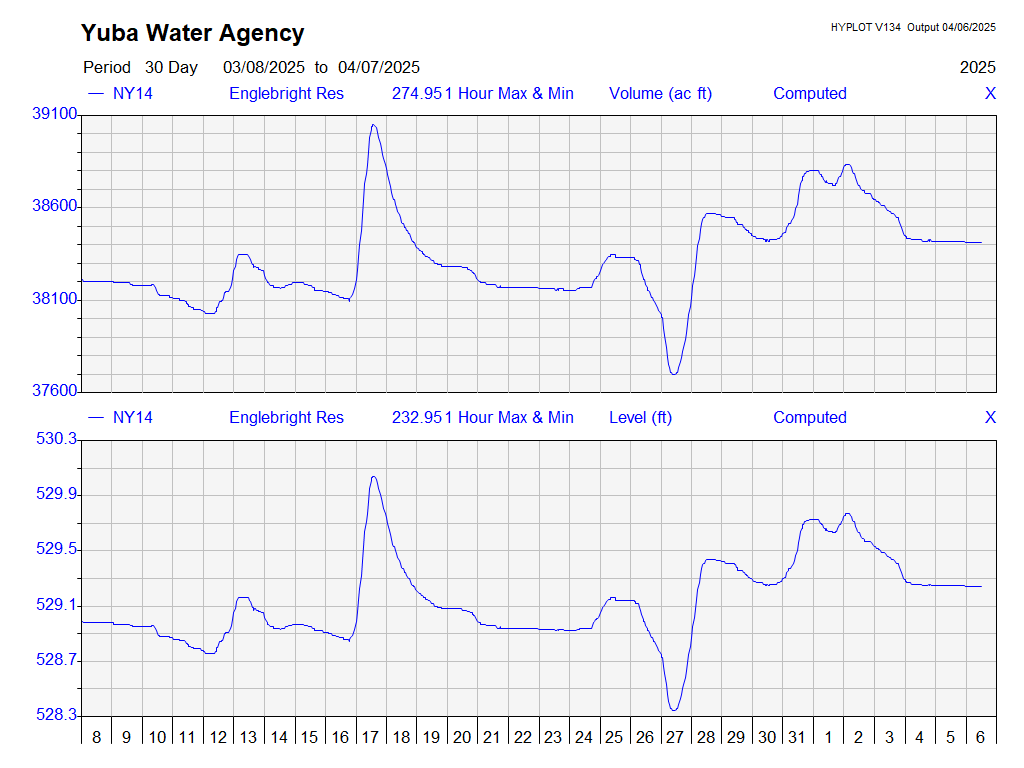 Yuba Water Agency
HYPLOT V134 Output 04/06/2025
Period 30 Day 03/08/2025 to 04/07/2025 2025
NY14 Englebright Res 274.951 Hour Max & Min Volume (ac ft) Computed X
39100
38600
38100
37600
NY14 Englebright Res 232.951 Hour Max & Min Level (ft) Computed X
530.3
529.9
529.5
529.1
528.7
528.3
8 9 10 11 12 13 14 15 16 17 18 19 20 21 22 23 24 25 26 27 28 29 30 31 1 2 3 4 5 6